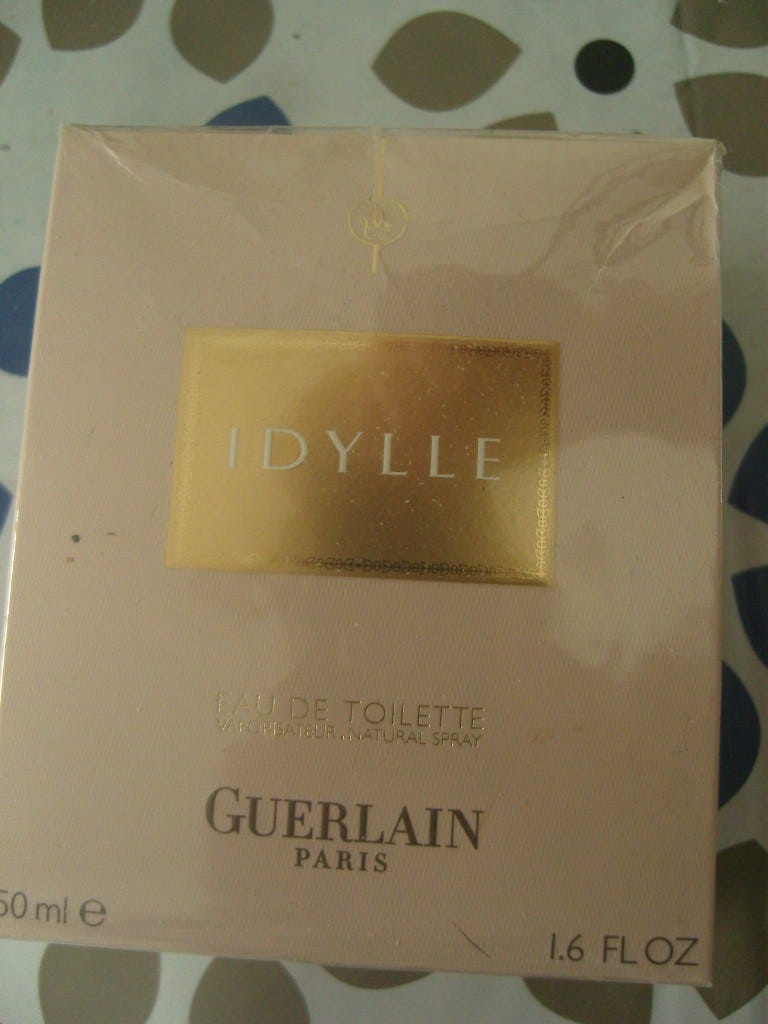 IDYLLE
EAU DE TOILETTE
VAPORISATEUR . NATURAL SPRAY
GUERLAIN
PARIS
50 ml e
1.6 FL OZ